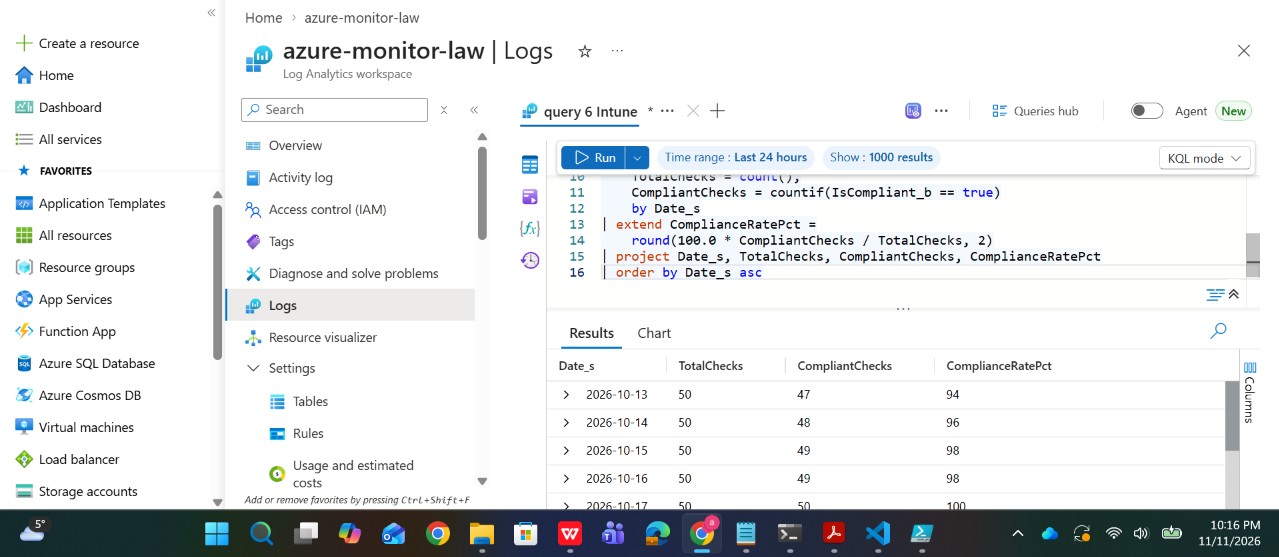 «
Create a resource
Home
Dashboard
All services
FAVORITES
Application Templates
All resources
Resource groups
App Services
Function App
Azure SQL Database
Azure Cosmos DB
Virtual machines
Load balancer
Storage accounts
Home > azure-monitor-law
azure-monitor-law | Logs
Log Analytics workspace
Search
Overview
Activity log
Access control (IAM)
Tags
Diagnose and solve problems
Logs
Resource visualizer
Settings
Tables
Rules
Usage and estimated
costs
Add or remove favorites by pressing Ctrl+Shift+F
query 6 Intune *
Queries hub
Agent New
Run
Time range : Last 24 hours
Show : 1000 results
KQL mode
10 TotalChecks = count(),
11 CompliantChecks = countif(IsCompliant_b == true)
12 by Date_s
13 | extend ComplianceRatePct =
14 round(100.0 * CompliantChecks / TotalChecks, 2)
15 | project Date_s, TotalChecks, CompliantChecks, ComplianceRatePct
16 | order by Date_s asc
Results Chart
Date_s TotalChecks CompliantChecks ComplianceRatePct
2026-10-13 50 47 94
2026-10-14 50 48 96
2026-10-15 50 49 98
2026-10-16 50 49 98
2026-10-17 50 50 100
Columns
5°
8
10:16 PM
11/11/2026